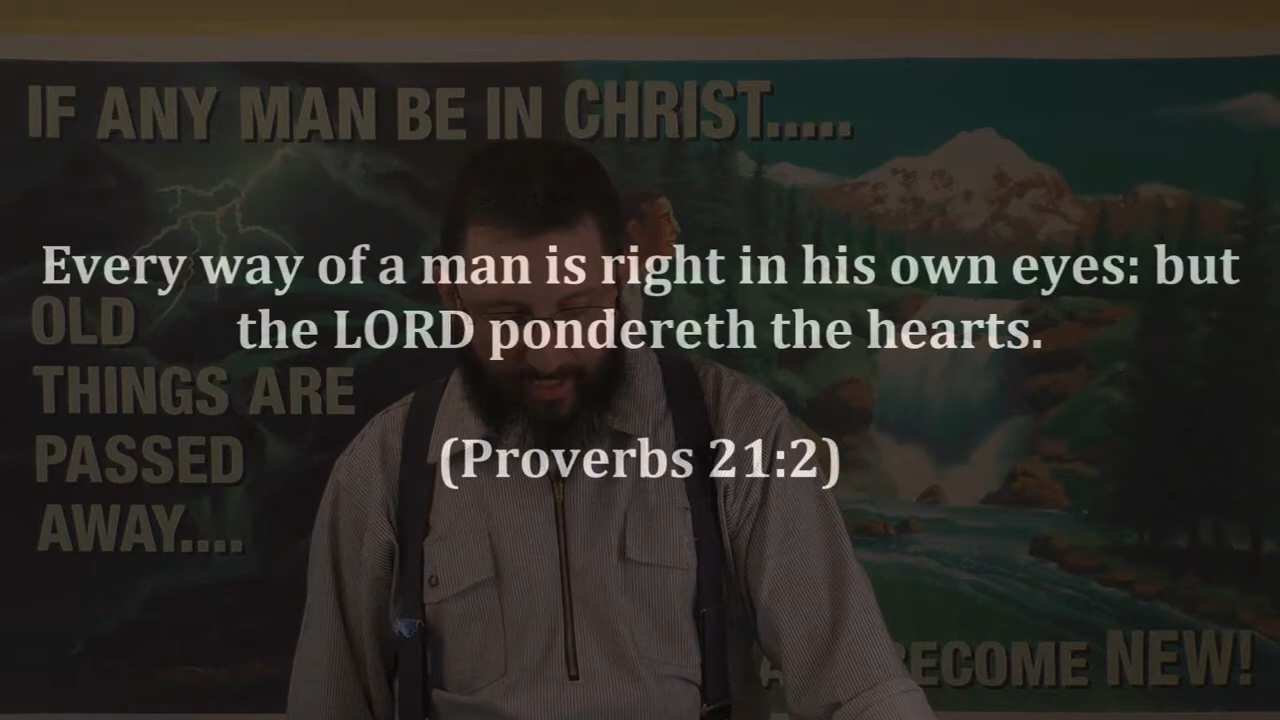 IF ANY MAN BE IN CHRIST.....
Every way of a man is right in his own eyes: but
the LORD pondereth the hearts.
(Proverbs 21:2)
OLD
THINGS ARE
PASSED
AWAY....
BECOME NEW!